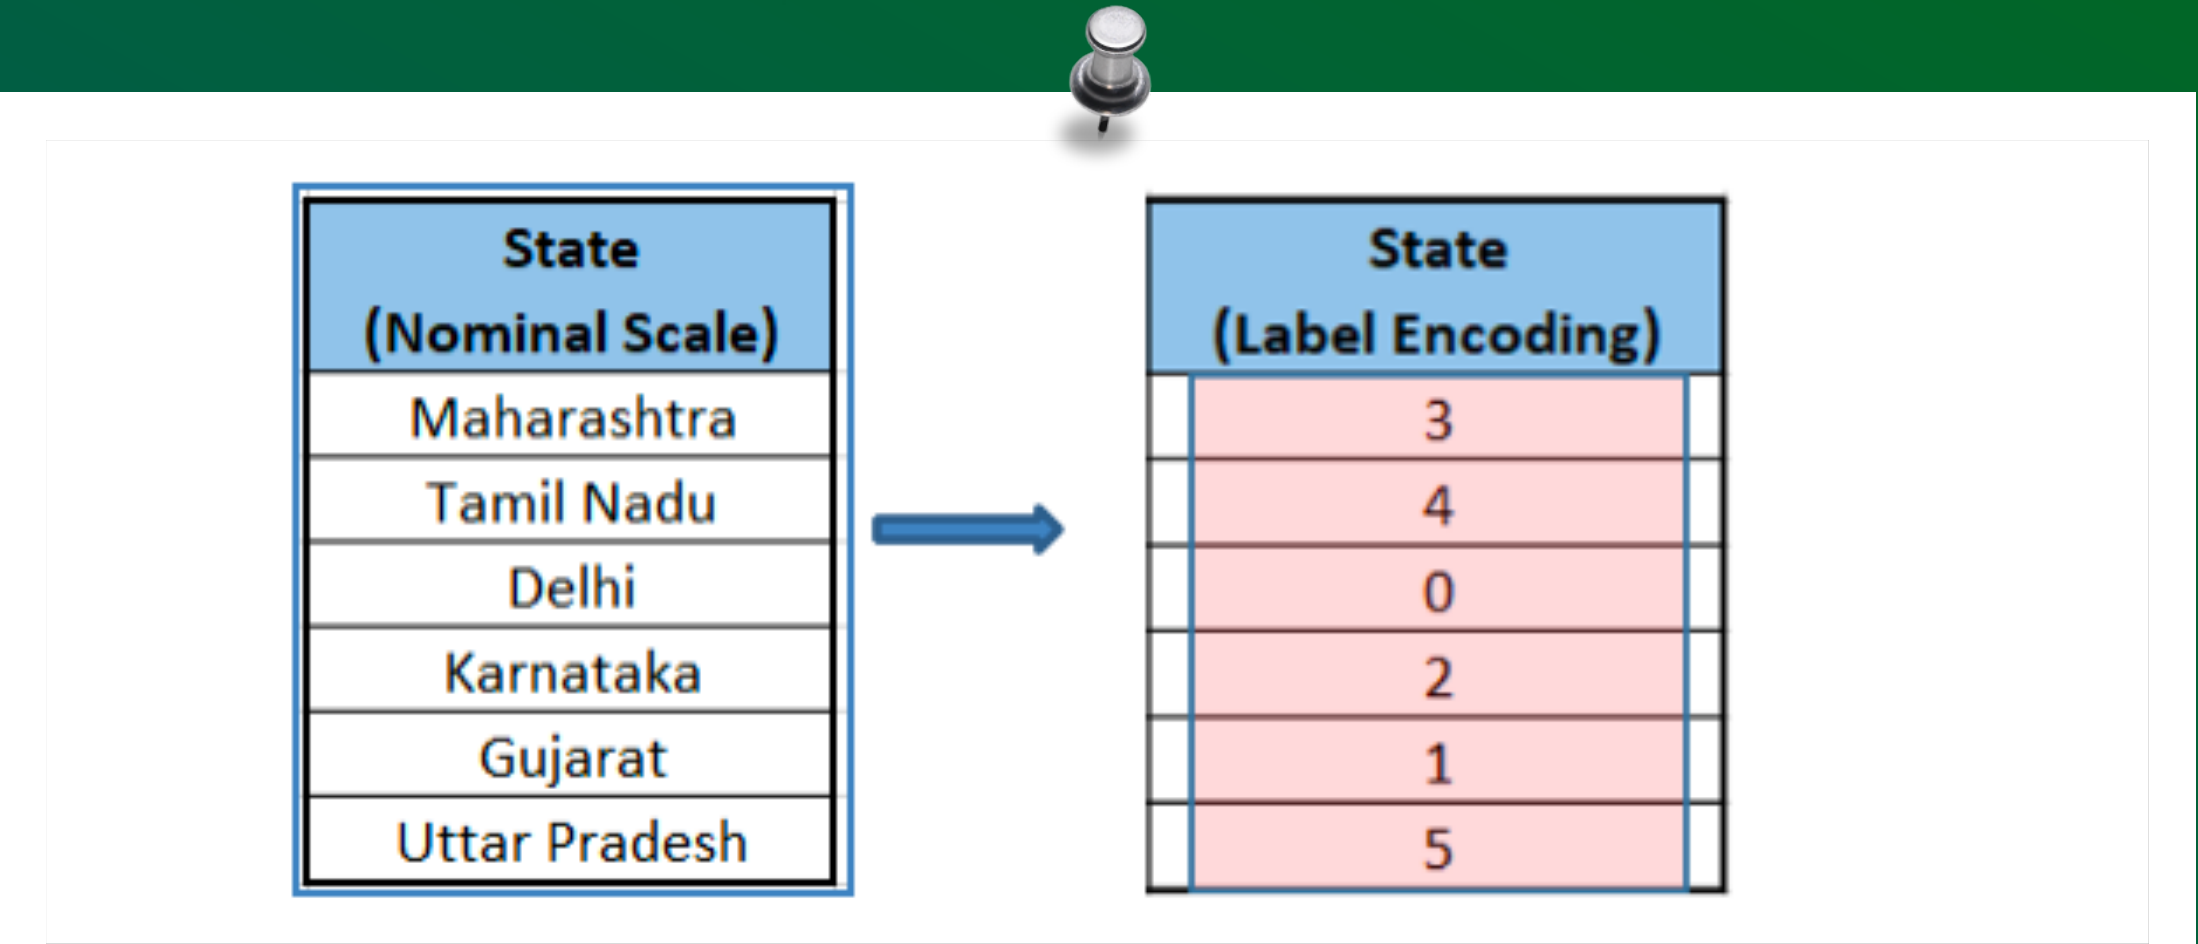 State
(Nominal Scale)
Maharashtra
Tamil Nadu
Delhi
Karnataka
Gujarat
Uttar Pradesh
State
(Label Encoding)
3
4
0
2
1
5